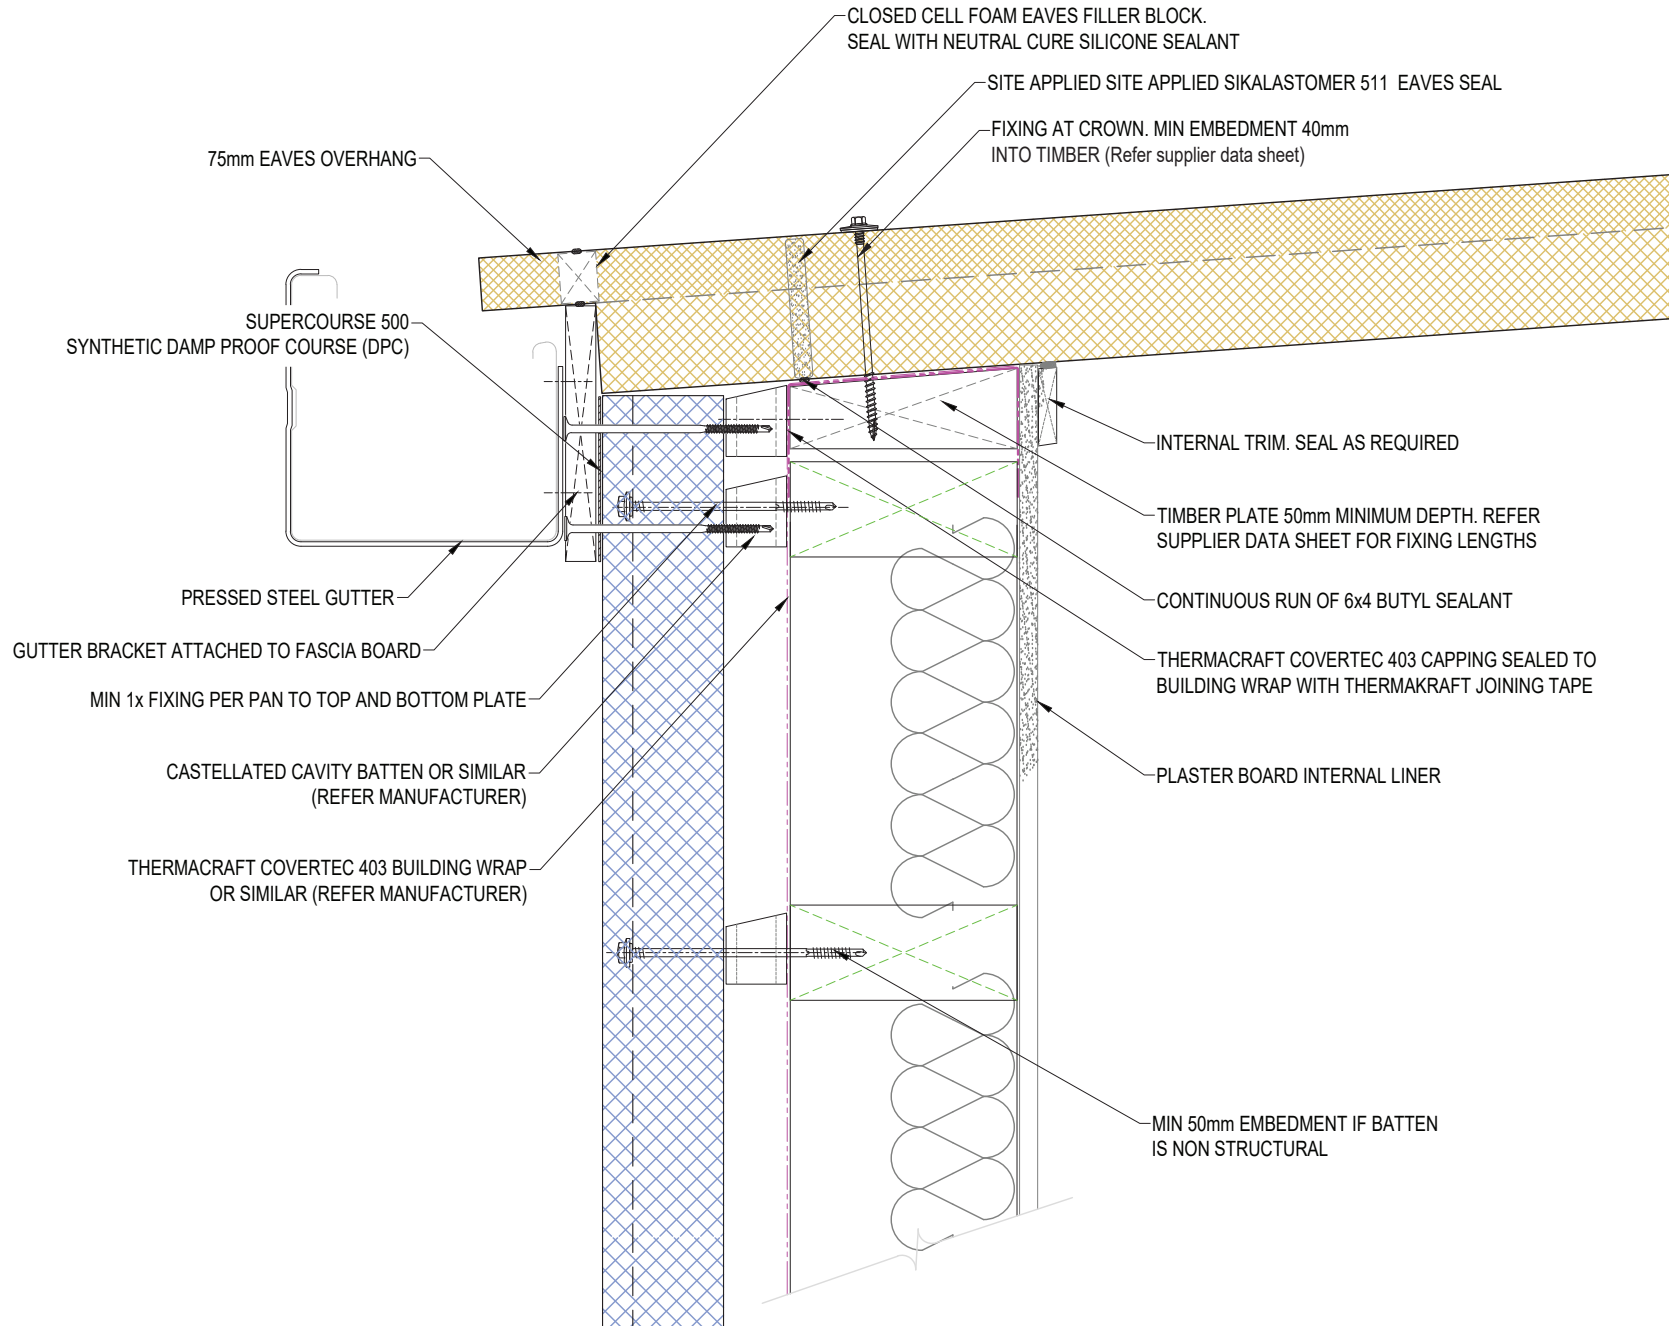 CLOSED CELL FOAM EAVES FILLER BLOCK.
SEAL WITH NEUTRAL CURE SILICONE SEALANT
SITE APPLIED SITE APPLIED SIKALASTOMER 511 EAVES SEAL
FIXING AT CROWN. MIN EMBEDMENT 40mm
INTO TIMBER (Refer supplier data sheet)
75mm EAVES OVERHANG
SUPERCOURSE 500
SYNTHETIC DAMP PROOF COURSE (DPC)
PRESSED STEEL GUTTER
GUTTER BRACKET ATTACHED TO FASCIA BOARD
MIN 1x FIXING PER PAN TO TOP AND BOTTOM PLATE
CASTELLATED CAVITY BATTEN OR SIMILAR
(REFER MANUFACTURER)
THERMACRAFT COVERTEC 403 BUILDING WRAP
OR SIMILAR (REFER MANUFACTURER)
INTERNAL TRIM. SEAL AS REQUIRED
TIMBER PLATE 50mm MINIMUM DEPTH. REFER
SUPPLIER DATA SHEET FOR FIXING LENGTHS
CONTINUOUS RUN OF 6x4 BUTYL SEALANT
THERMACRAFT COVERTEC 403 CAPPING SEALED TO
BUILDING WRAP WITH THERMAKRAFT JOINING TAPE
PLASTER BOARD INTERNAL LINER
MIN 50mm EMBEDMENT IF BATTEN
IS NON STRUCTURAL